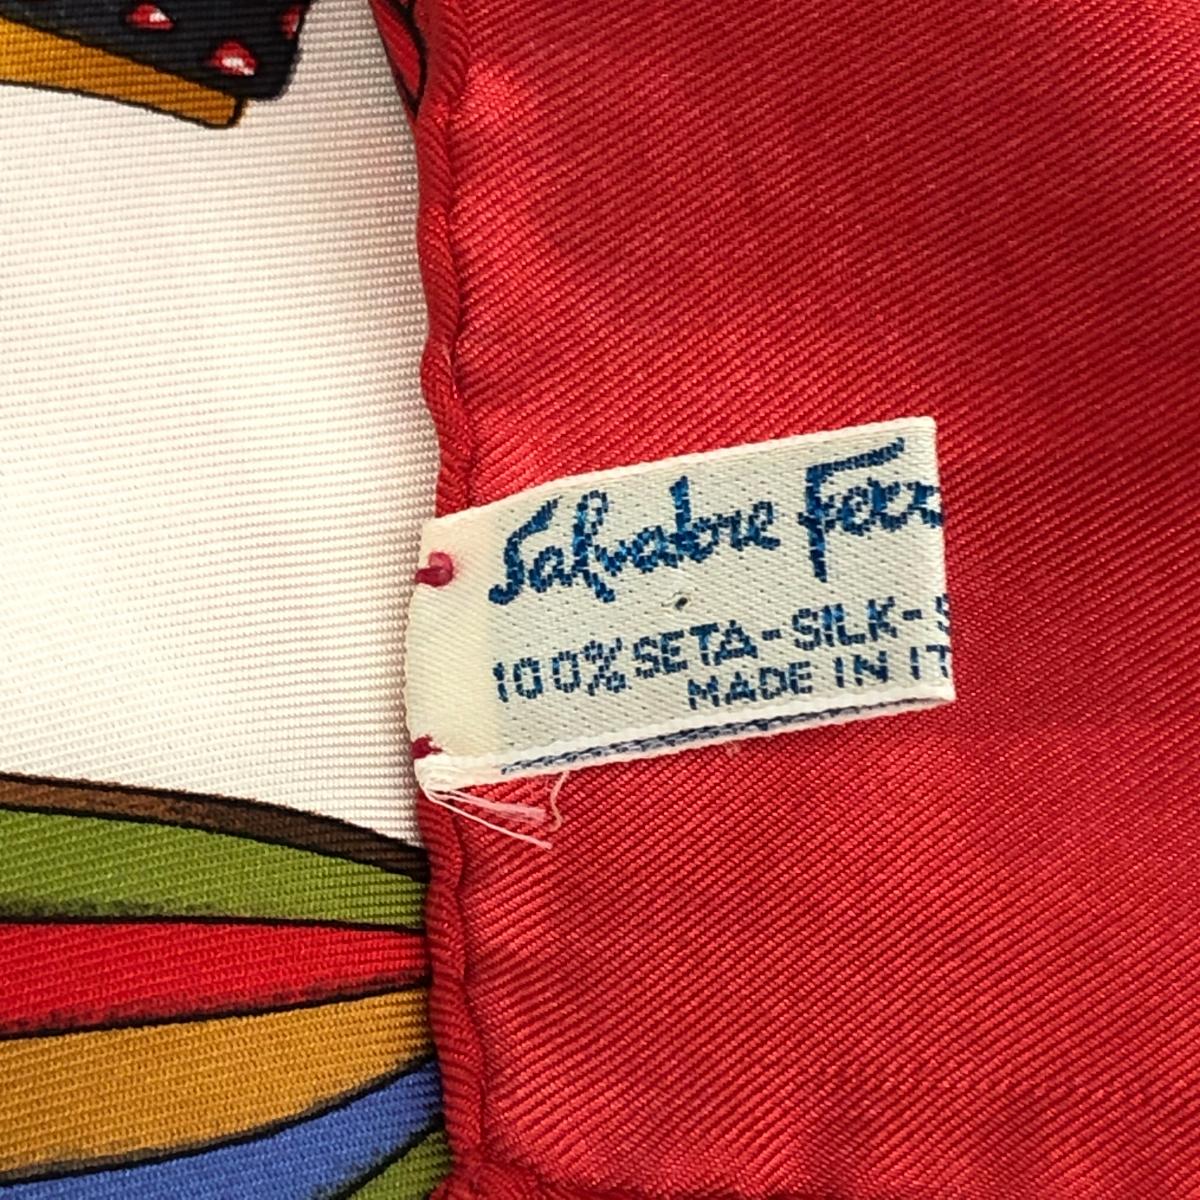 Salvatore Ferr
100% SETA - SILK - S
MADE IN IT